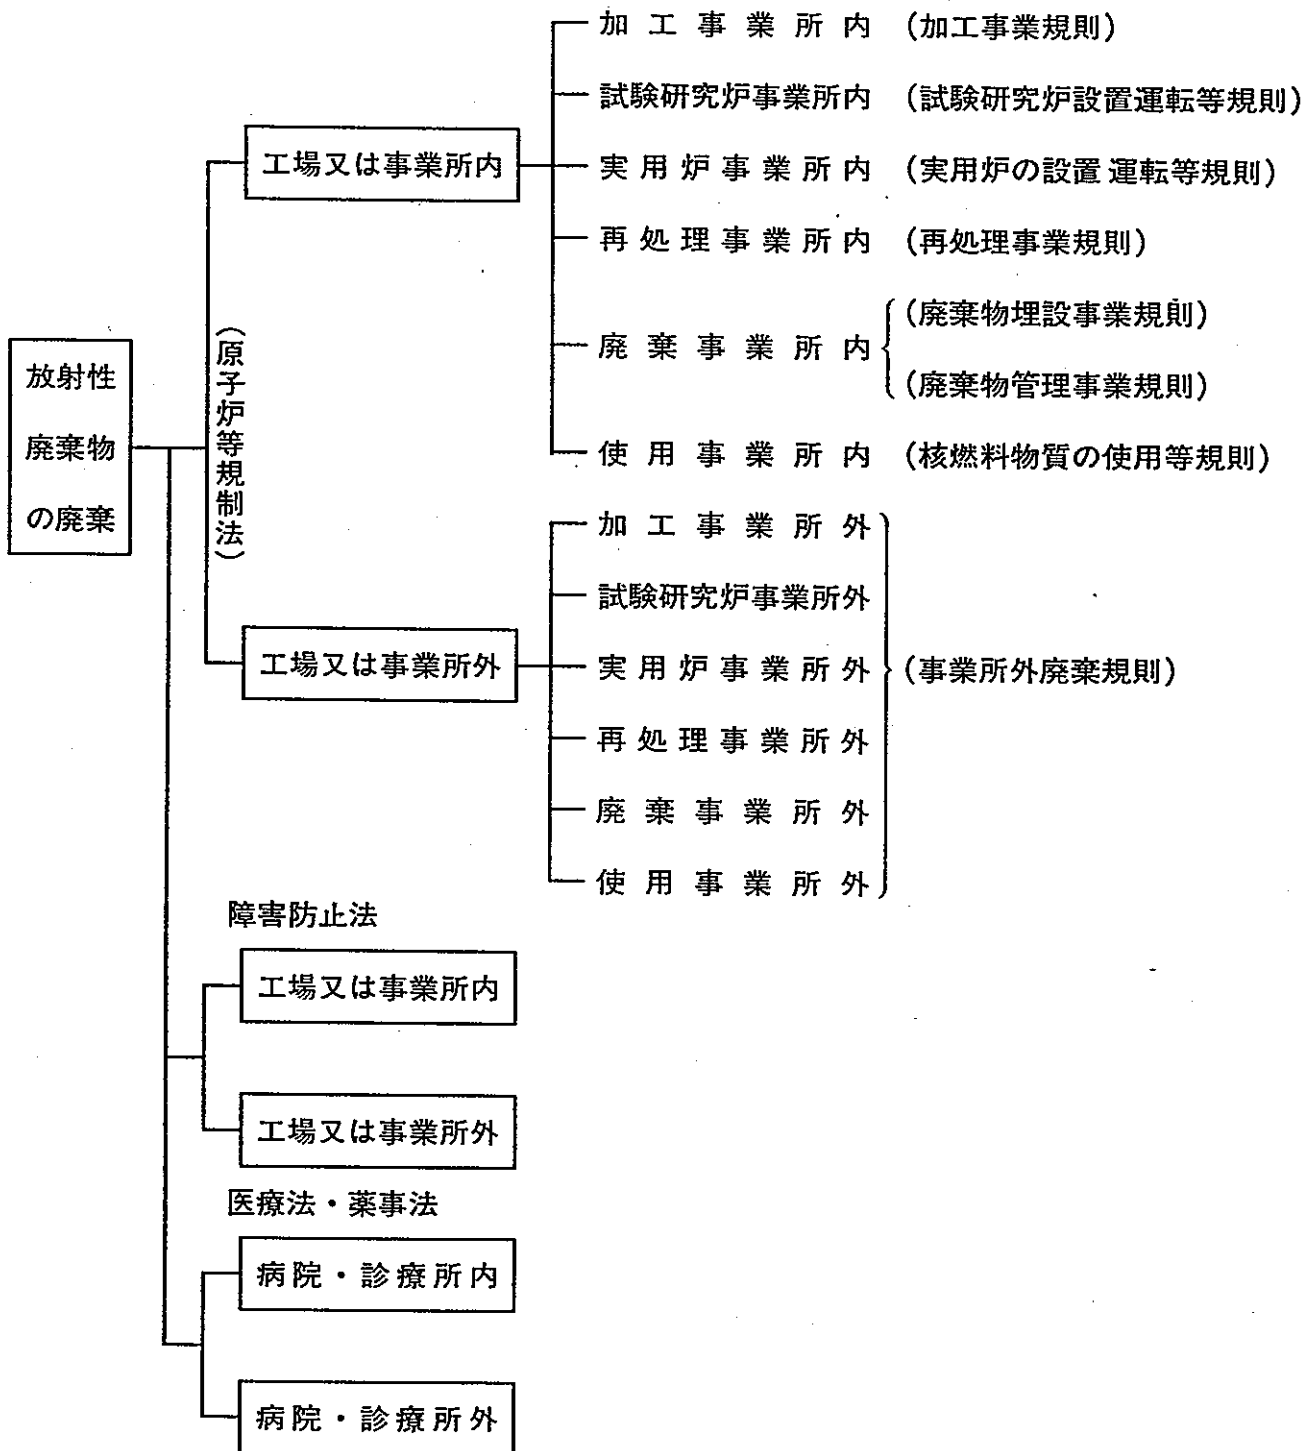 放射性
廃棄物
の廃棄
(原子炉等規制法)
工場又は事業所内
加工事業所内 (加工事業規則)
試験研究炉事業所内 (試験研究炉設置運転等規則)
実用炉事業所内 (実用炉の設置運転等規則)
再処理事業所内 (再処理事業規則)
廃棄事業所内
(廃棄物埋設事業規則)
(廃棄物管理事業規則)
使用事業所内 (核燃料物質の使用等規則)
工場又は事業所外
加工事業所外
試験研究炉事業所外
実用炉事業所外
再処理事業所外
廃棄事業所外
使用事業所外
(事業所外廃棄規則)
障害防止法
工場又は事業所内
工場又は事業所外
医療法・薬事法
病院・診療所内
病院・診療所外